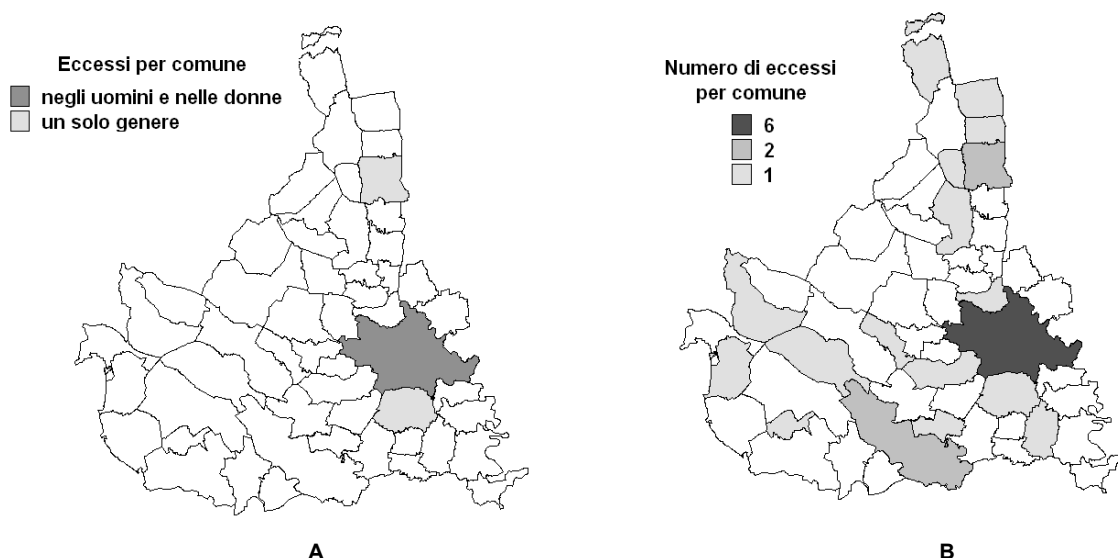 Eccessi per comune
negli uomini e nelle donne
un solo genere
A
Numero di eccessi
per comune
6
2
1
B